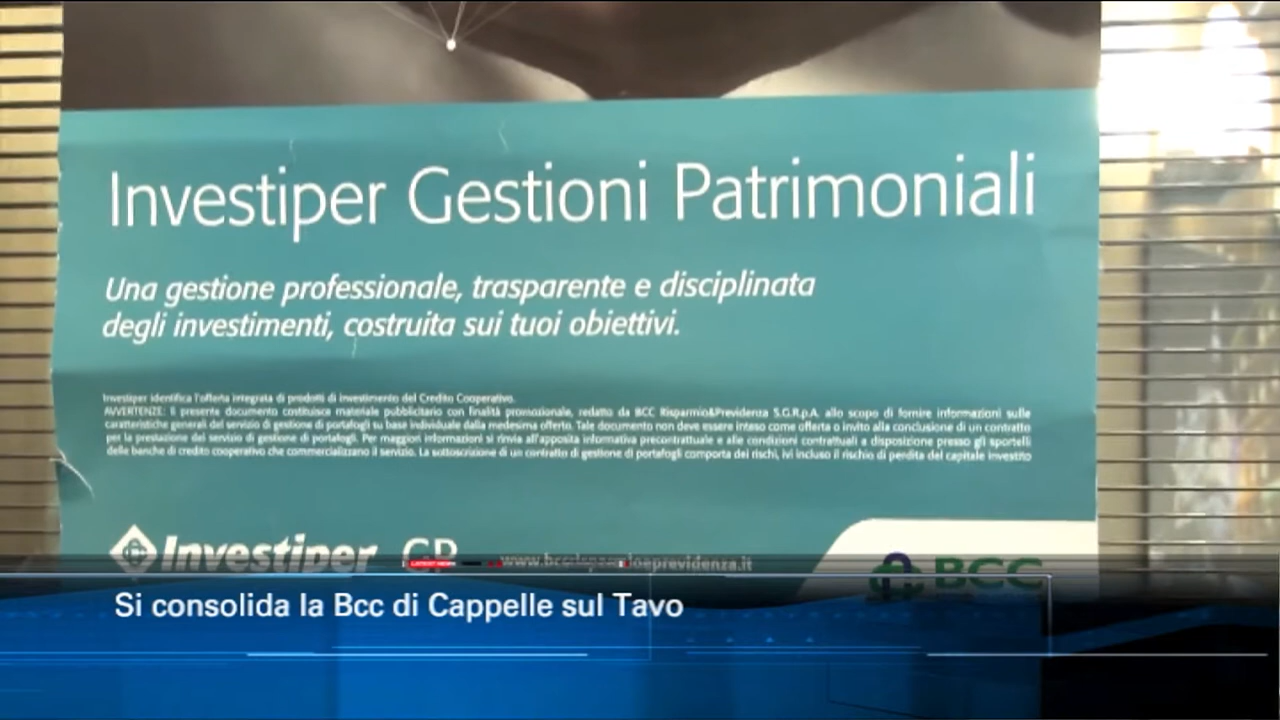 Investiper Gestioni Patrimoniali
Una gestione professionale, trasparente e disciplinata
degli investimenti, costruita sui tuoi obiettivi.
Investiper identifica l'offerta integrata di prodotti di investimento del Credito Cooperativo.
AVVERTENZE: Il presente documento costituisce materiale pubblicitario con finalità promozionale, redatto da BCC Risparmio&Previdenza S.G.R.p.A. allo scopo di fornire informazioni sulle
caratteristiche generali del servizio di gestione di portafogli su base individuale dalla medesima offerto. Tale documento non deve essere inteso come offerta o invito alla conclusione di un contratto
per la prestazione del servizio di gestione di portafogli. Per maggiori informazioni si rinvia all'apposita informativa precontrattuale e alle condizioni contrattuali a disposizione presso gli sportelli
delle banche di credito cooperativo che commercializzano il servizio. La sottoscrizione di un contratto di gestione di portafogli comporta dei rischi, ivi incluso il rischio di perdita del capitale investito
Investiper GP www.bccrisparmioeprevidenza.it BCC
LATEST NEWS
Si consolida la Bcc di Cappelle sul Tavo